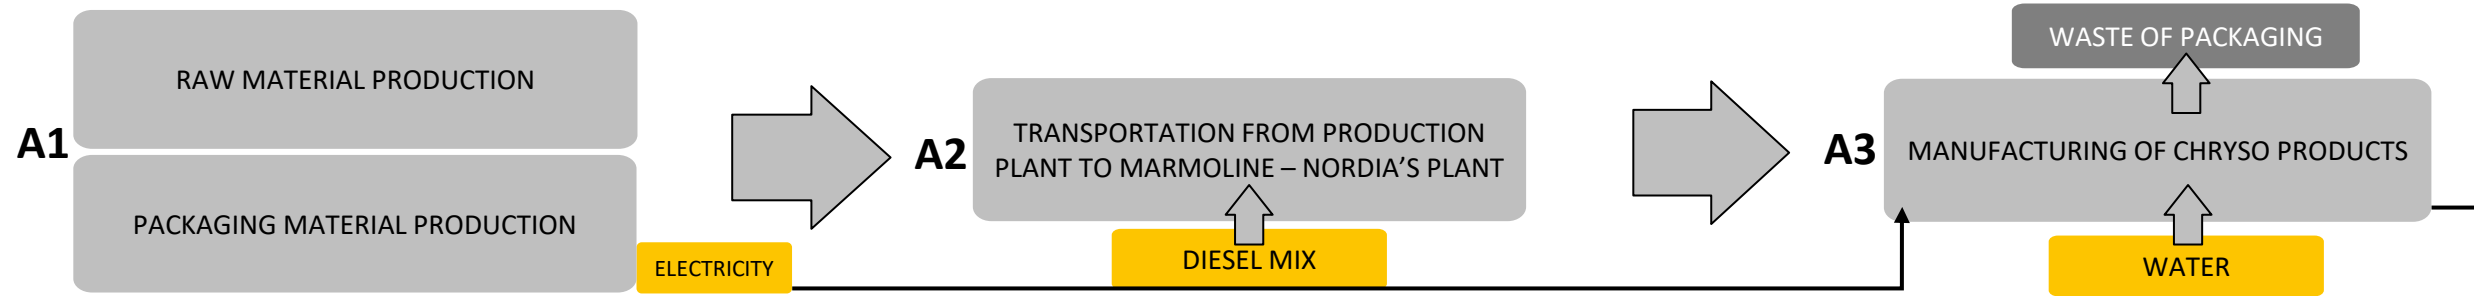 A1
RAW MATERIAL PRODUCTION
PACKAGING MATERIAL PRODUCTION
ELECTRICITY
A2
TRANSPORTATION FROM PRODUCTION
PLANT TO MARMOLINE – NORDIA’S PLANT
DIESEL MIX
A3
WASTE OF PACKAGING
MANUFACTURING OF CHRYSO PRODUCTS
WATER